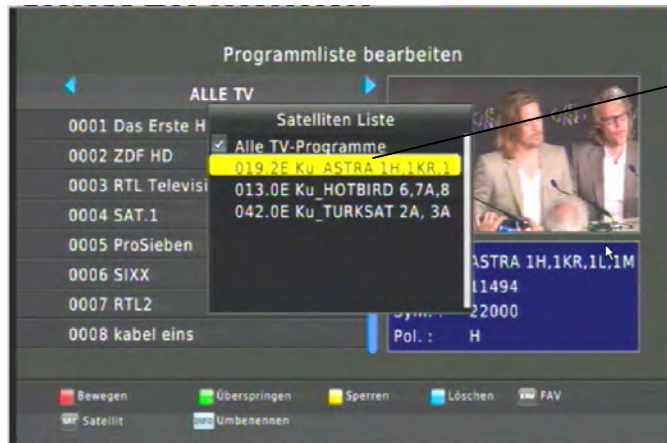 Programmliste bearbeiten
ALLE TV
0001 Das Erste H
0002 ZDF HD
0003 RTL Televisi
0004 SAT.1
0005 ProSieben
0006 SIXX
0007 RTL2
0008 kabel eins
Satelliten Liste
Alle TV-Programme
019.2E Ku_ASTRA 1H,1KR,1
013.0E Ku_HOTBIRD 6,7A,8
042.0E Ku_TURKSAT 2A, 3A
ASTRA 1H,1KR,1L,1M
11494
22000
Pol. : H
Bewegen Überspringen Sperren Löschen FAV
SAT Satellit INFO Umbenennen